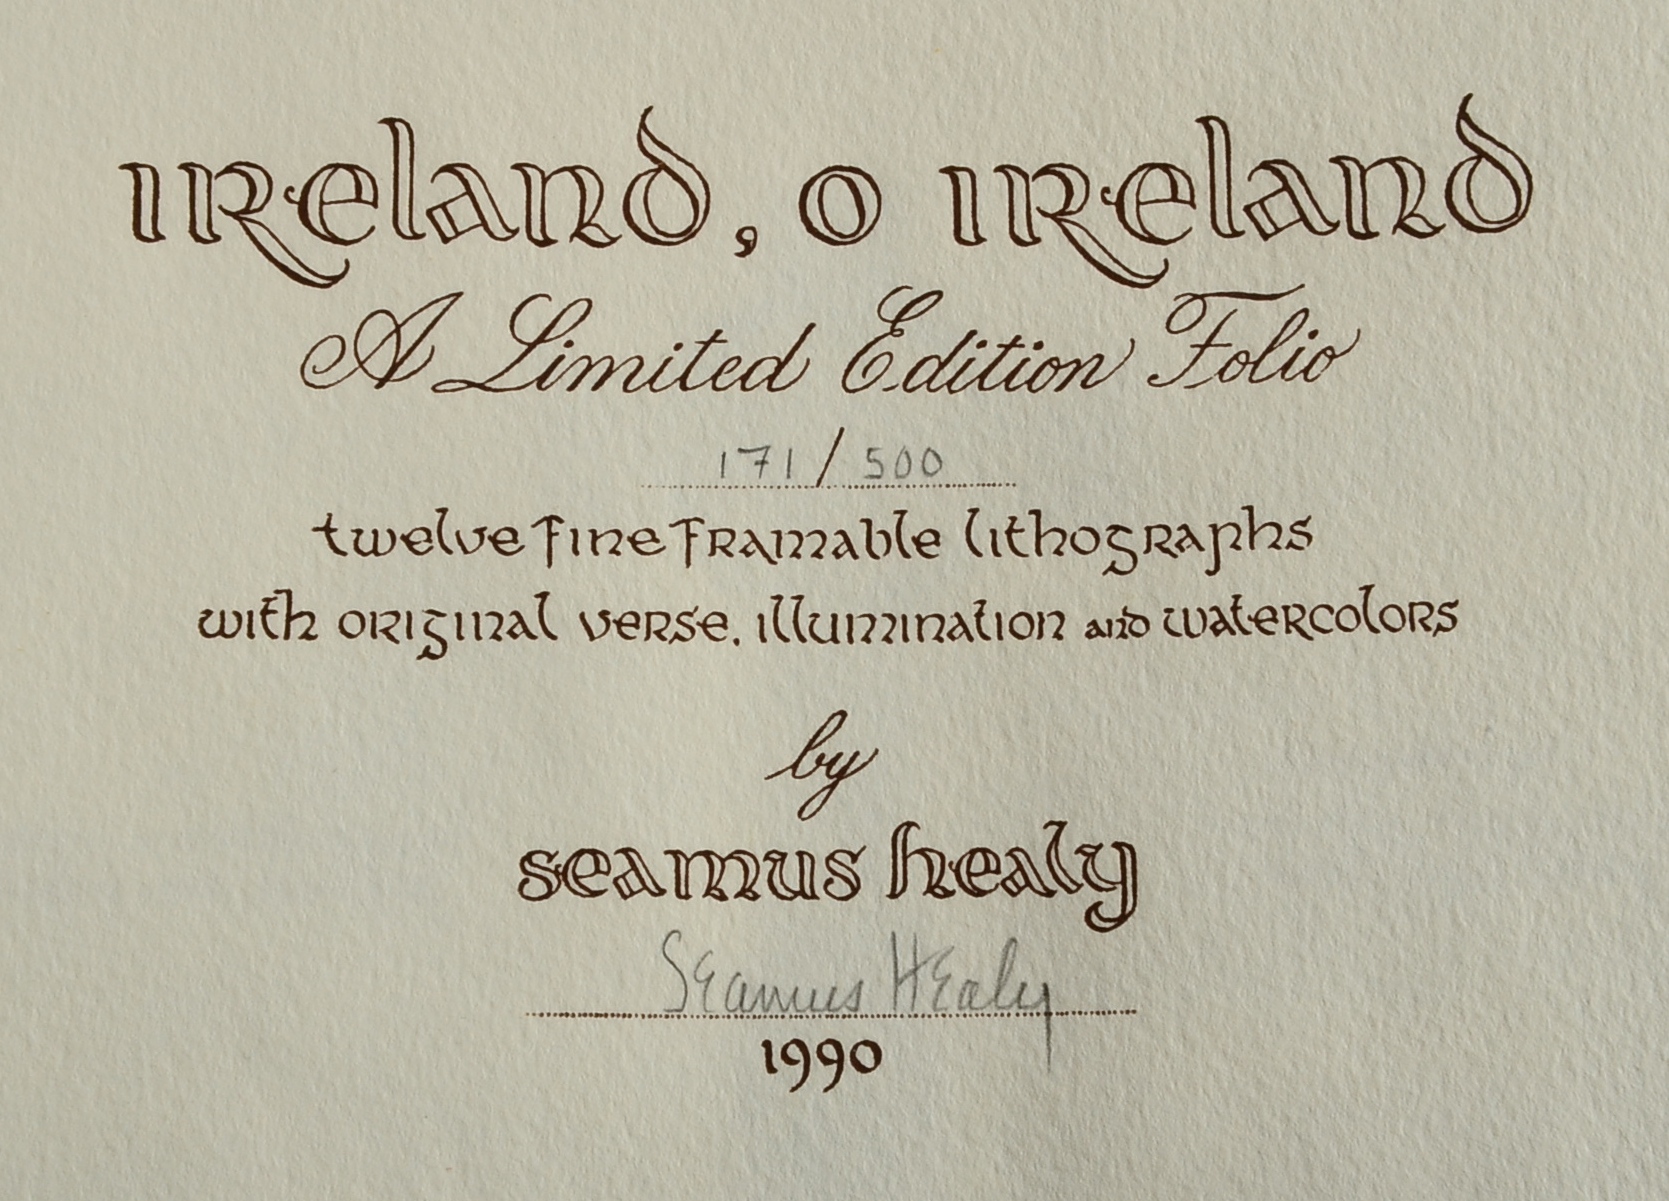 Ireland, O Ireland
A Limited Edition Folio
171 / 500
twelve fine framable lithographs
with original verse, illumination and watercolors
by
seamus healy
Seamus Healy
1990